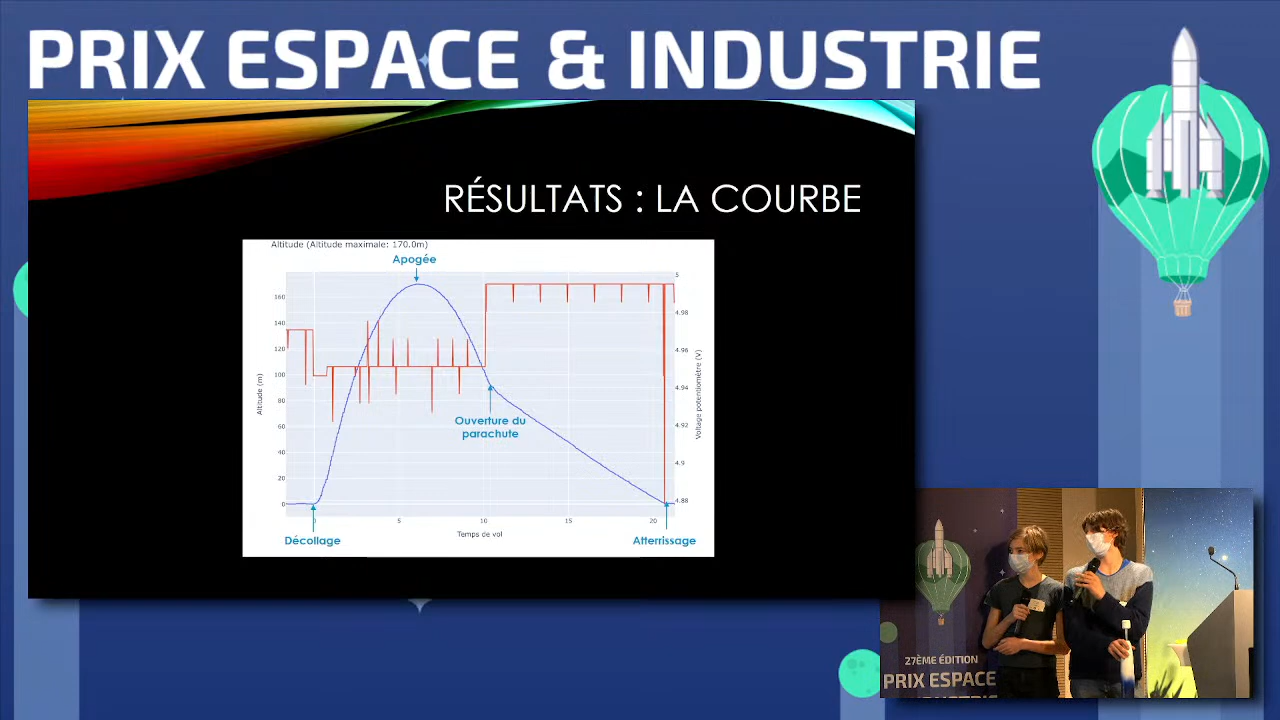 PRIX ESPACE & INDUSTRIE
RÉSULTATS : LA COURBE
Altitude (Altitude maximale: 170.0m)
Apogée
160
140
120
100
80
60
40
20
0
Altitude (m)
5
4.98
4.96
4.94
4.92
4.9
4.88
Voltage potentiomètre (V)
Ouverture du
parachute
0
5
10
15
20
Temps de vol
Décollage
Atterrissage
27ÈME ÉDITION
PRIX ESPACE
INDUSTRIE